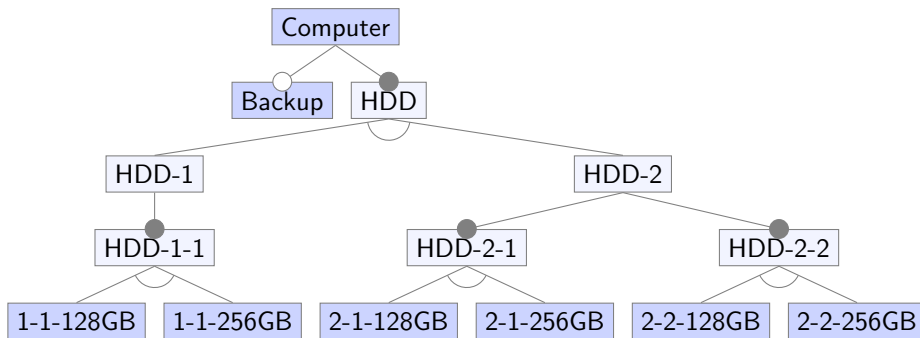 Computer
Backup HDD
HDD-1 HDD-2
HDD-1-1 HDD-2-1 HDD-2-2
1-1-128GB 1-1-256GB 2-1-128GB 2-1-256GB 2-2-128GB 2-2-256GB